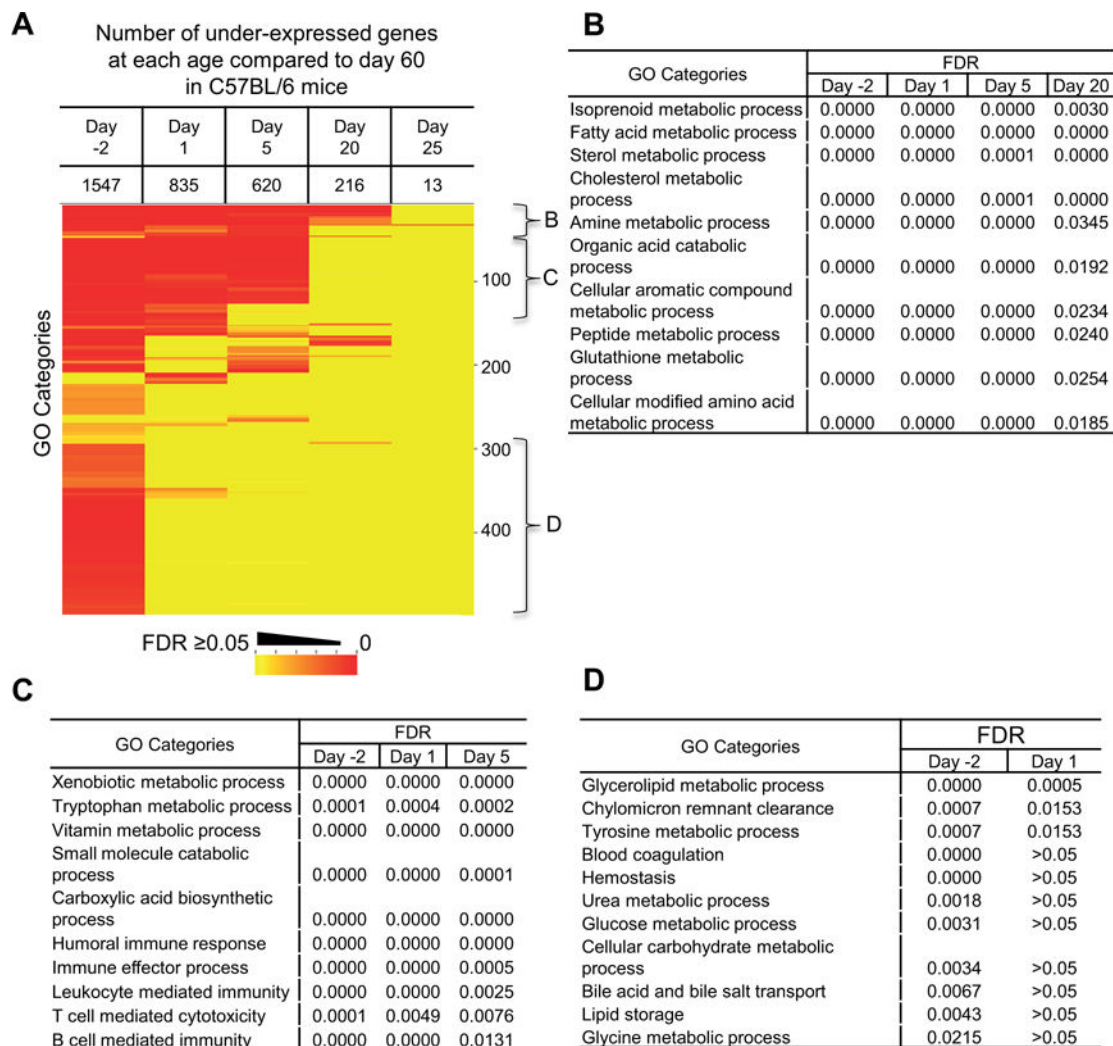 A
Number of under-expressed genes
at each age compared to day 60
in C57BL/6 mice
Day Day Day Day Day
-2 1 5 20 25
1547 835 620 216 13
B
C
D
100
200
300
400
GO Categories
FDR ≥0.05 0
B
GO Categories FDR
Day -2 Day 1 Day 5 Day 20
Isoprenoid metabolic process 0.0000 0.0000 0.0000 0.0030
Fatty acid metabolic process 0.0000 0.0000 0.0000 0.0000
Sterol metabolic process 0.0000 0.0000 0.0001 0.0000
Cholesterol metabolic
process 0.0000 0.0000 0.0001 0.0000
Amine metabolic process 0.0000 0.0000 0.0000 0.0345
Organic acid catabolic
process 0.0000 0.0000 0.0000 0.0192
Cellular aromatic compound
metabolic process 0.0000 0.0000 0.0000 0.0234
Peptide metabolic process 0.0000 0.0000 0.0000 0.0240
Glutathione metabolic
process 0.0000 0.0000 0.0000 0.0254
Cellular modified amino acid
metabolic process 0.0000 0.0000 0.0000 0.0185
C
GO Categories FDR
Day -2 Day 1 Day 5
Xenobiotic metabolic process 0.0000 0.0000 0.0000
Tryptophan metabolic process 0.0001 0.0004 0.0002
Vitamin metabolic process 0.0000 0.0000 0.0000
Small molecule catabolic
process 0.0000 0.0000 0.0001
Carboxylic acid biosynthetic
process 0.0000 0.0000 0.0000
Humoral immune response 0.0000 0.0000 0.0000
Immune effector process 0.0000 0.0000 0.0005
Leukocyte mediated immunity 0.0000 0.0000 0.0025
T cell mediated cytotoxicity 0.0001 0.0049 0.0076
B cell mediated immunity 0.0000 0.0000 0.0131
D
GO Categories FDR
Day -2 Day 1
Glycerolipid metabolic process 0.0000 0.0005
Chylomicron remnant clearance 0.0007 0.0153
Tyrosine metabolic process 0.0007 0.0153
Blood coagulation 0.0000 >0.05
Hemostasis 0.0000 >0.05
Urea metabolic process 0.0018 >0.05
Glucose metabolic process 0.0031 >0.05
Cellular carbohydrate metabolic
process 0.0034 >0.05
Bile acid and bile salt transport 0.0067 >0.05
Lipid storage 0.0043 >0.05
Glycine metabolic process 0.0215 >0.05